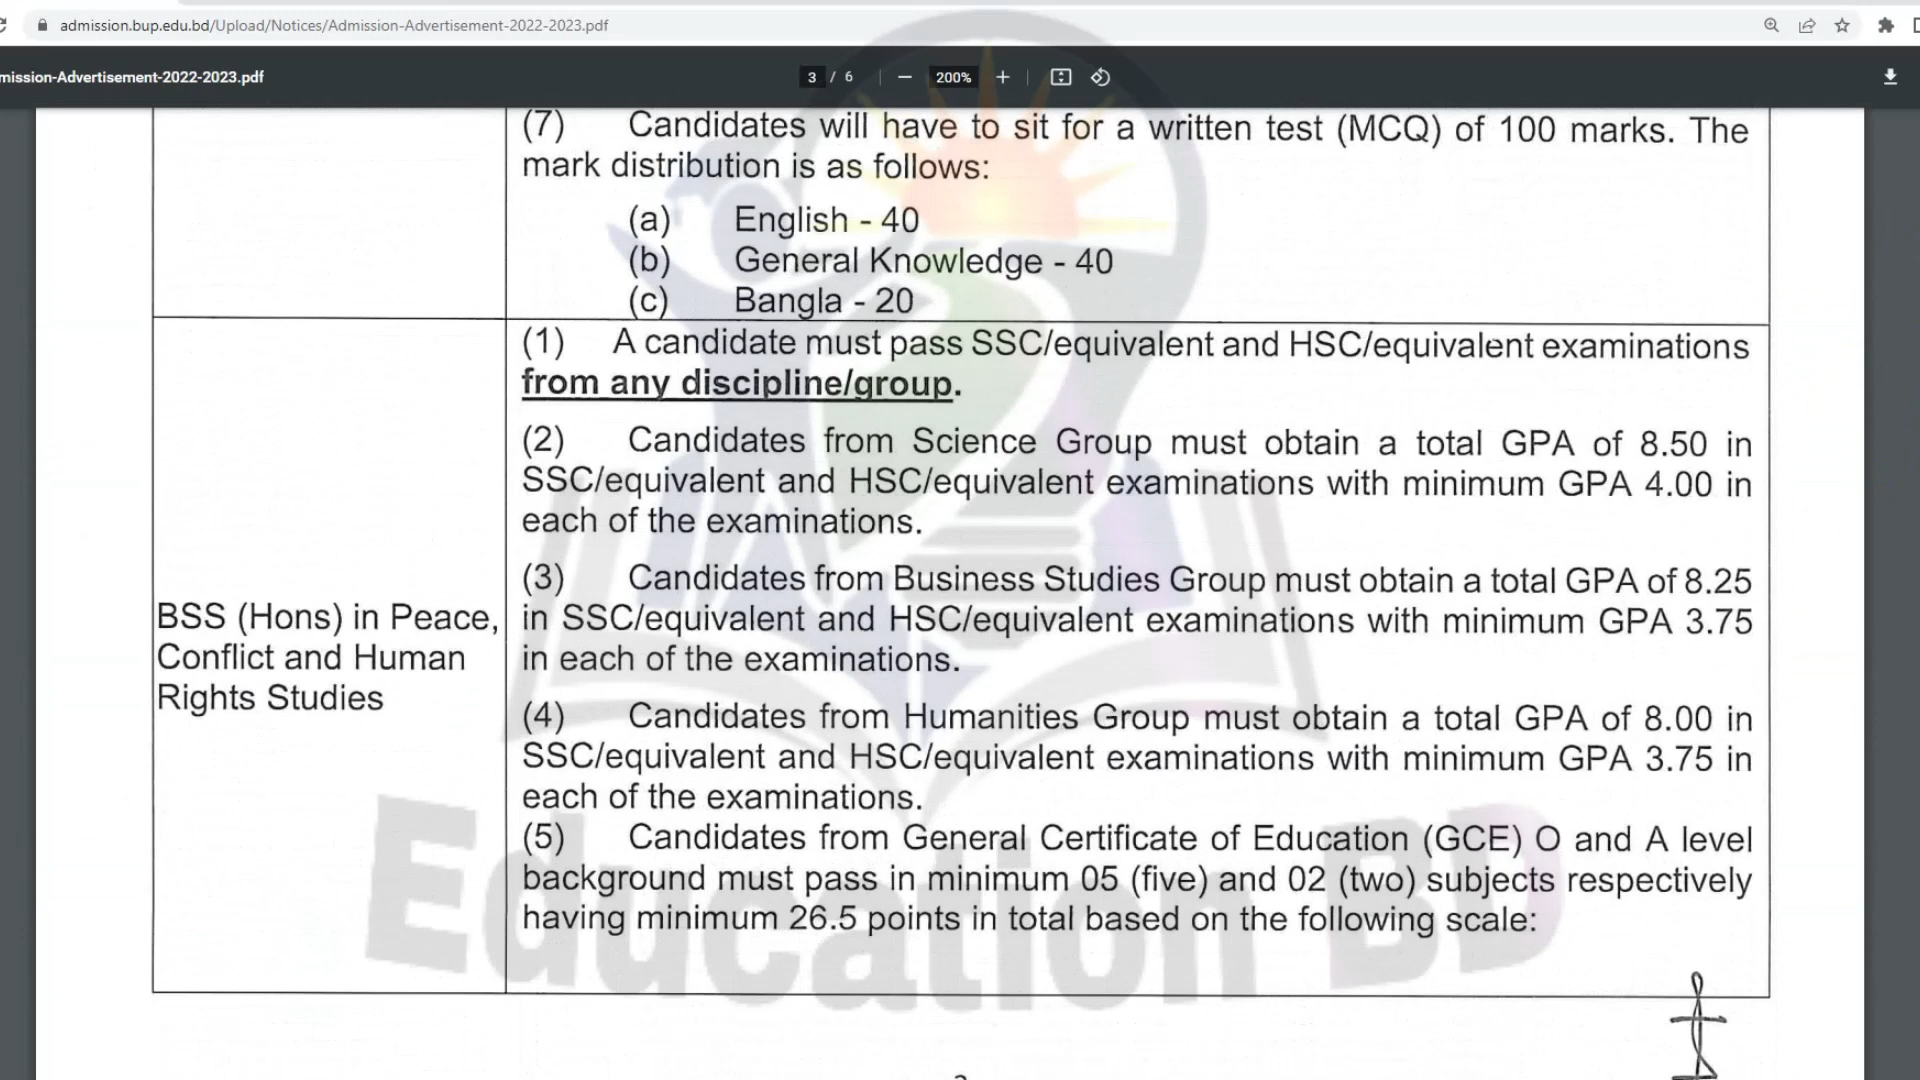 admission.bup.edu.bd/Upload/Notices/Admission-Advertisement-2022-2023.pdf
mission-Advertisement-2022-2023.pdf
3 / 6
200%
(7) Candidates will have to sit for a written test (MCQ) of 100 marks. The
mark distribution is as follows:
(a) English - 40
(b) General Knowledge - 40
(c) Bangla - 20
BSS (Hons) in Peace,
Conflict and Human
Rights Studies
(1) A candidate must pass SSC/equivalent and HSC/equivalent examinations
from any discipline/group.
(2) Candidates from Science Group must obtain a total GPA of 8.50 in
SSC/equivalent and HSC/equivalent examinations with minimum GPA 4.00 in
each of the examinations.
(3) Candidates from Business Studies Group must obtain a total GPA of 8.25
in SSC/equivalent and HSC/equivalent examinations with minimum GPA 3.75
in each of the examinations.
(4) Candidates from Humanities Group must obtain a total GPA of 8.00 in
SSC/equivalent and HSC/equivalent examinations with minimum GPA 3.75 in
each of the examinations.
(5) Candidates from General Certificate of Education (GCE) O and A level
background must pass in minimum 05 (five) and 02 (two) subjects respectively
having minimum 26.5 points in total based on the following scale:
Education BD